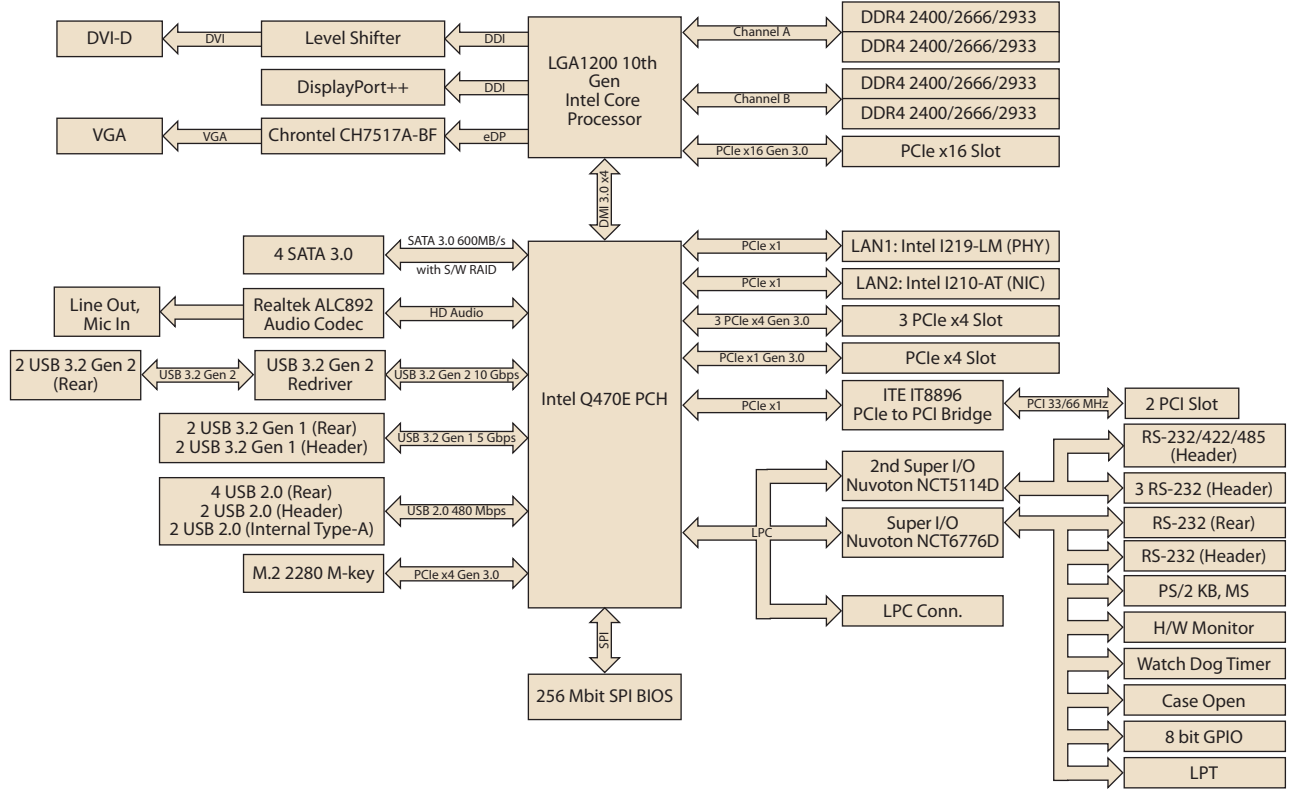 DVI-D
DVI
Level Shifter
DDI
DisplayPort++
DDI
VGA
VGA
Chrontel CH7517A-BF
eDP
LGA1200 10th
Gen
Intel Core
Processor
Channel A
DDR4 2400/2666/2933
DDR4 2400/2666/2933
Channel B
DDR4 2400/2666/2933
DDR4 2400/2666/2933
PCIe x16 Gen 3.0
PCIe x16 Slot
DMI 3.0 x4
4 SATA 3.0
SATA 3.0 600MB/s
with S/W RAID
Line Out,
Mic In
Realtek ALC892
Audio Codec
HD Audio
2 USB 3.2 Gen 2
(Rear)
USB 3.2 Gen 2
USB 3.2 Gen 2
Redriver
USB 3.2 Gen 2 10 Gbps
2 USB 3.2 Gen 1 (Rear)
2 USB 3.2 Gen 1 (Header)
USB 3.2 Gen 1 5 Gbps
4 USB 2.0 (Rear)
2 USB 2.0 (Header)
2 USB 2.0 (Internal Type-A)
USB 2.0 480 Mbps
M.2 2280 M-key
PCIe x4 Gen 3.0
Intel Q470E PCH
PCIe x1
LAN1: Intel I219-LM (PHY)
PCIe x1
LAN2: Intel I210-AT (NIC)
3 PCIe x4 Gen 3.0
3 PCIe x4 Slot
PCIe x1 Gen 3.0
PCIe x4 Slot
PCIe x1
ITE IT8896
PCIe to PCI Bridge
PCI 33/66 MHz
2 PCI Slot
LPC
2nd Super I/O
Nuvoton NCT5114D
RS-232/422/485
(Header)
3 RS-232 (Header)
Super I/O
Nuvoton NCT6776D
RS-232 (Rear)
RS-232 (Header)
PS/2 KB, MS
H/W Monitor
Watch Dog Timer
Case Open
8 bit GPIO
LPT
LPC Conn.
SPI
256 Mbit SPI BIOS